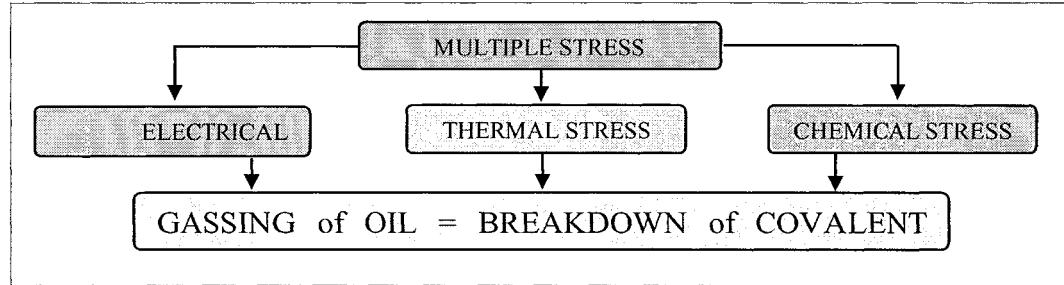 MULTIPLE STRESS
ELECTRICAL
THERMAL STRESS
CHEMICAL STRESS
GASSING of OIL = BREAKDOWN of COVALENT